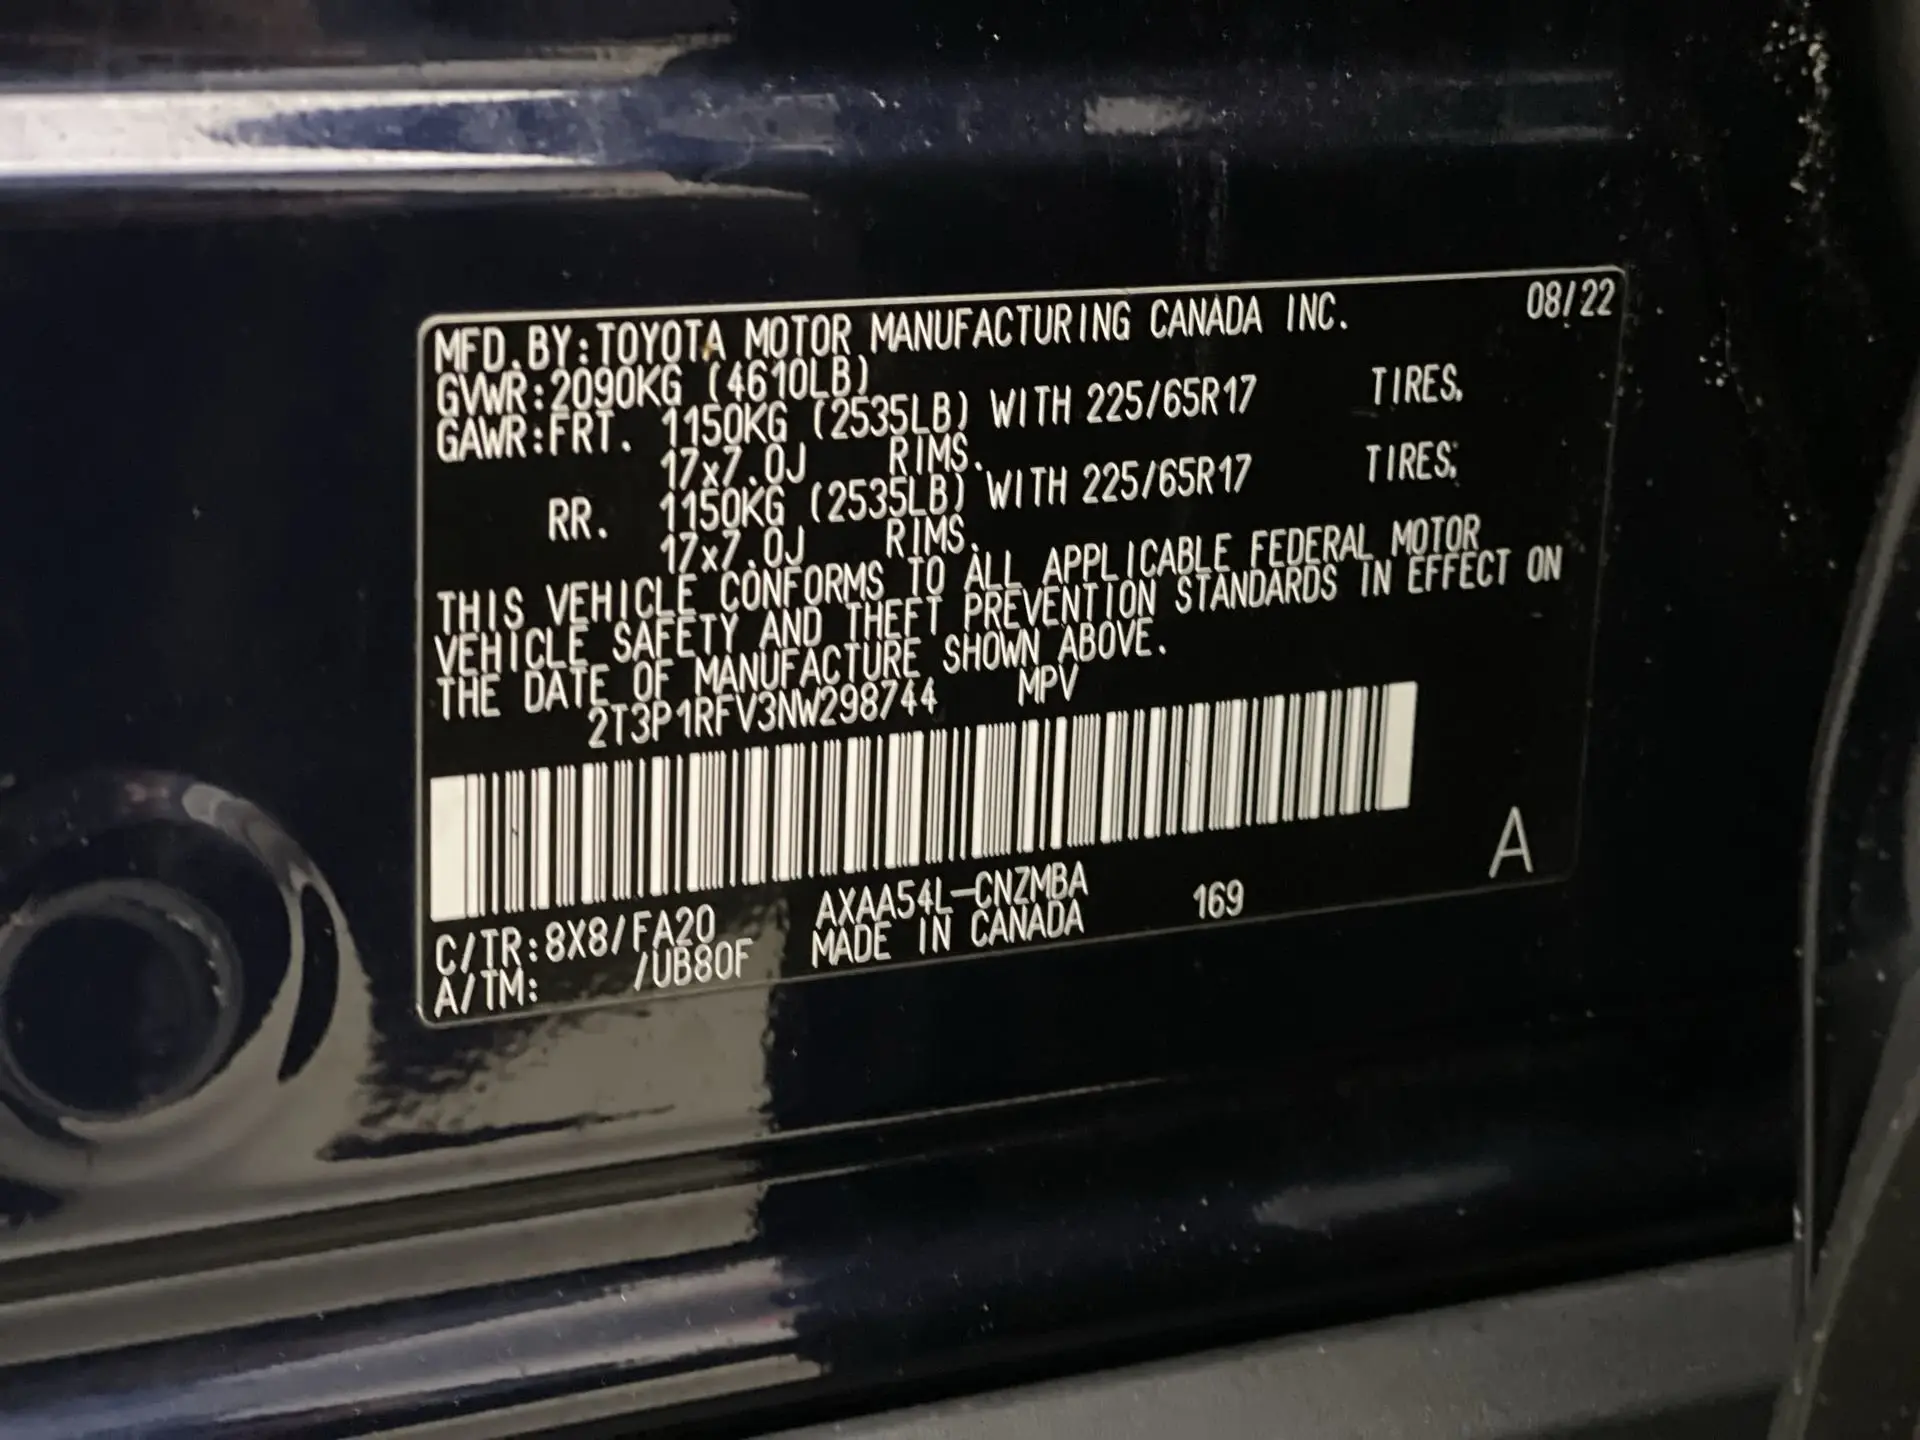 MFD.BY:TOYOTA MOTOR MANUFACTURING CANADA INC. 08/22
GVWR:2090KG (4610LB)
GAWR:FRT. 1150KG (2535LB) WITH 225/65R17 TIRES,
17x7.0J RIMS.
RR. 1150KG (2535LB) WITH 225/65R17 TIRES;
17x7.0J RIMS.
THIS VEHICLE CONFORMS TO ALL APPLICABLE FEDERAL MOTOR
VEHICLE SAFETY AND THEFT PREVENTION STANDARDS IN EFFECT ON
THE DATE OF MANUFACTURE SHOWN ABOVE.
2T3P1RFV3NW298744 MPV
A
C/TR:8X8/FA20 AXAA54L-CNZMBA 169
A/TM: /UB80F MADE IN CANADA